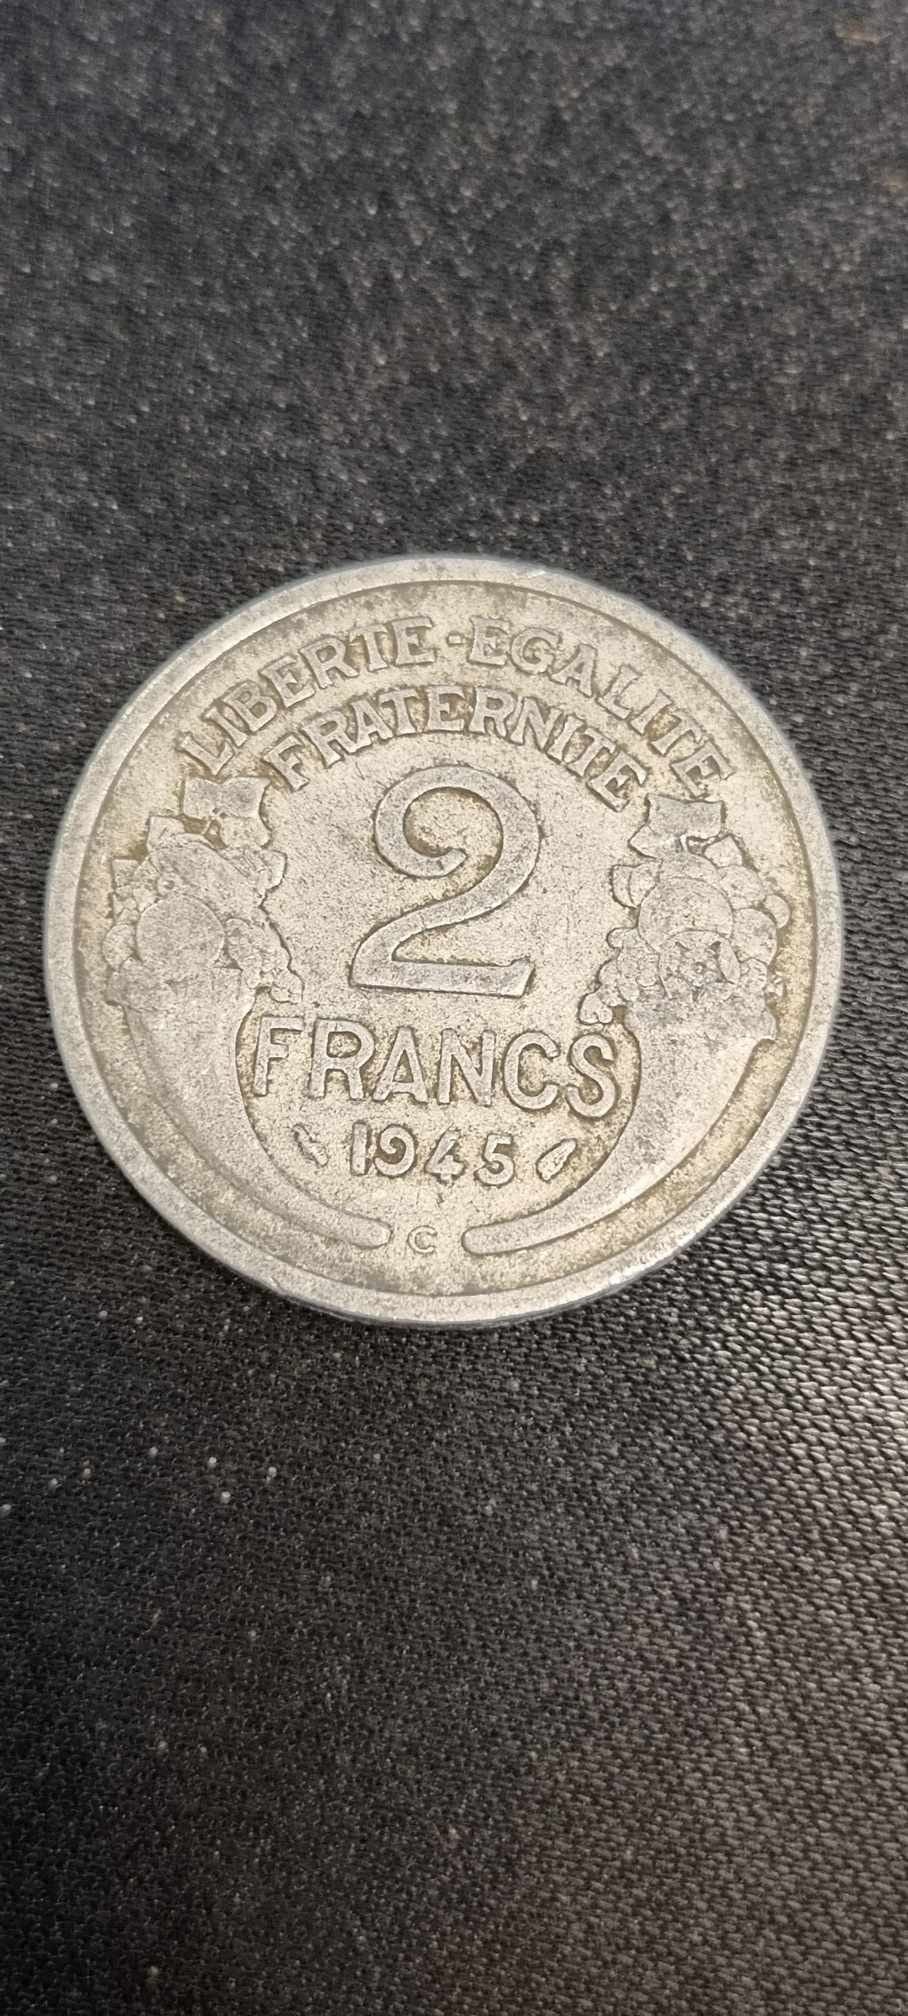 LIBERTE·EGALITE
FRATERNITE
2
FRANCS
1945
C